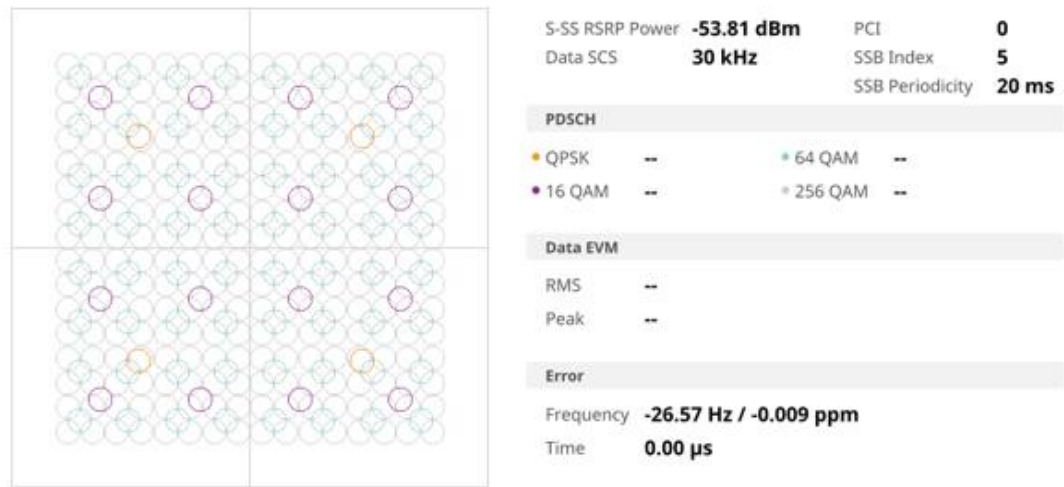 S-SS RSRP Power -53.81 dBm PCI 0
Data SCS 30 kHz SSB Index 5
SSB Periodicity 20 ms
PDSCH
QPSK -- 64 QAM --
16 QAM -- 256 QAM --
Data EVM
RMS --
Peak --
Error
Frequency -26.57 Hz / -0.009 ppm
Time 0.00 µs